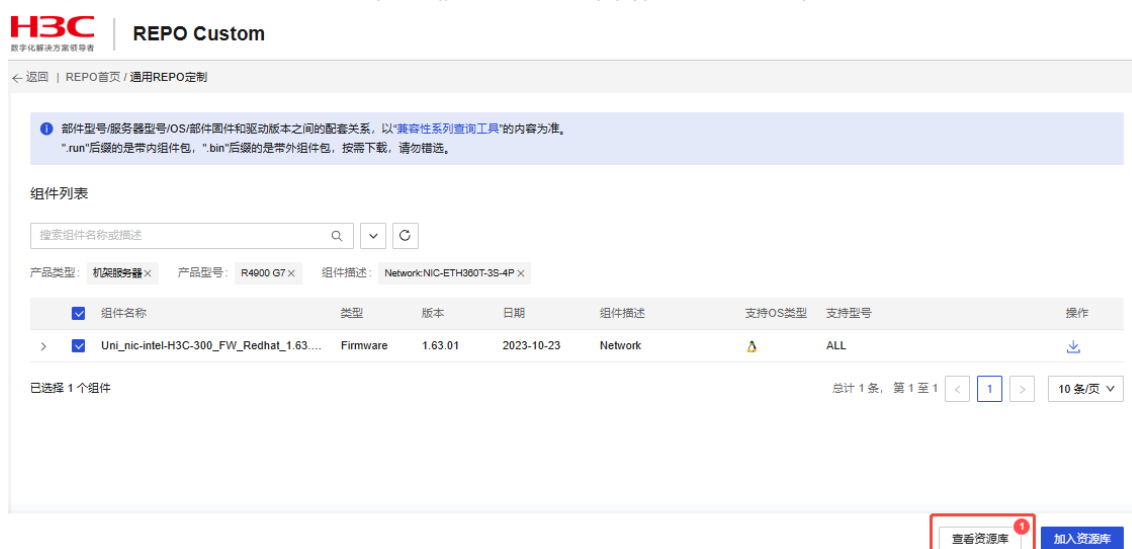 H3C
数字化解决方案领导者
REPO Custom
返回 | REPO首页 / 通用REPO定制
部件型号/服务器型号/OS/部件固件和驱动版本之间的配套关系，以“兼容性系列查询工具”的内容为准。
".run"后缀的是带内组件包，".bin"后缀的是带外组件包，按需下载，请勿错选。
组件列表
搜索组件名称或描述
产品类型: 机架服务器× 产品型号: R4900 G7× 组件描述: Network:NIC-ETH360T-3S-4P ×
组件名称 类型 版本 日期 组件描述 支持OS类型 支持型号 操作
Uni_nic-intel-H3C-300_FW_Redhat_1.63.... Firmware 1.63.01 2023-10-23 Network ALL
已选择 1 个组件 总计 1 条, 第 1 至 1 < 1 > 10 条/页
查看资源库 1 加入资源库